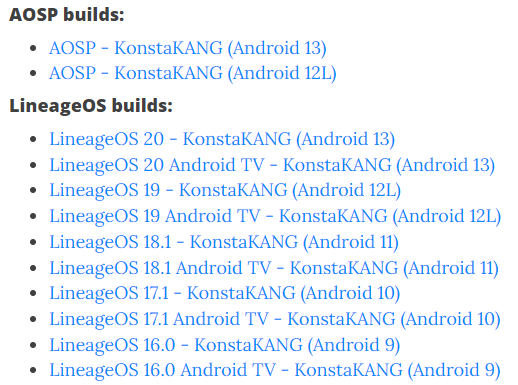 AOSP builds:
AOSP - KonstaKANG (Android 13)
AOSP - KonstaKANG (Android 12L)
LineageOS builds:
LineageOS 20 - KonstaKANG (Android 13)
LineageOS 20 Android TV - KonstaKANG (Android 13)
LineageOS 19 - KonstaKANG (Android 12L)
LineageOS 19 Android TV - KonstaKANG (Android 12L)
LineageOS 18.1 - KonstaKANG (Android 11)
LineageOS 18.1 Android TV - KonstaKANG (Android 11)
LineageOS 17.1 - KonstaKANG (Android 10)
LineageOS 17.1 Android TV - KonstaKANG (Android 10)
LineageOS 16.0 - KonstaKANG (Android 9)
LineageOS 16.0 Android TV - KonstaKANG (Android 9)